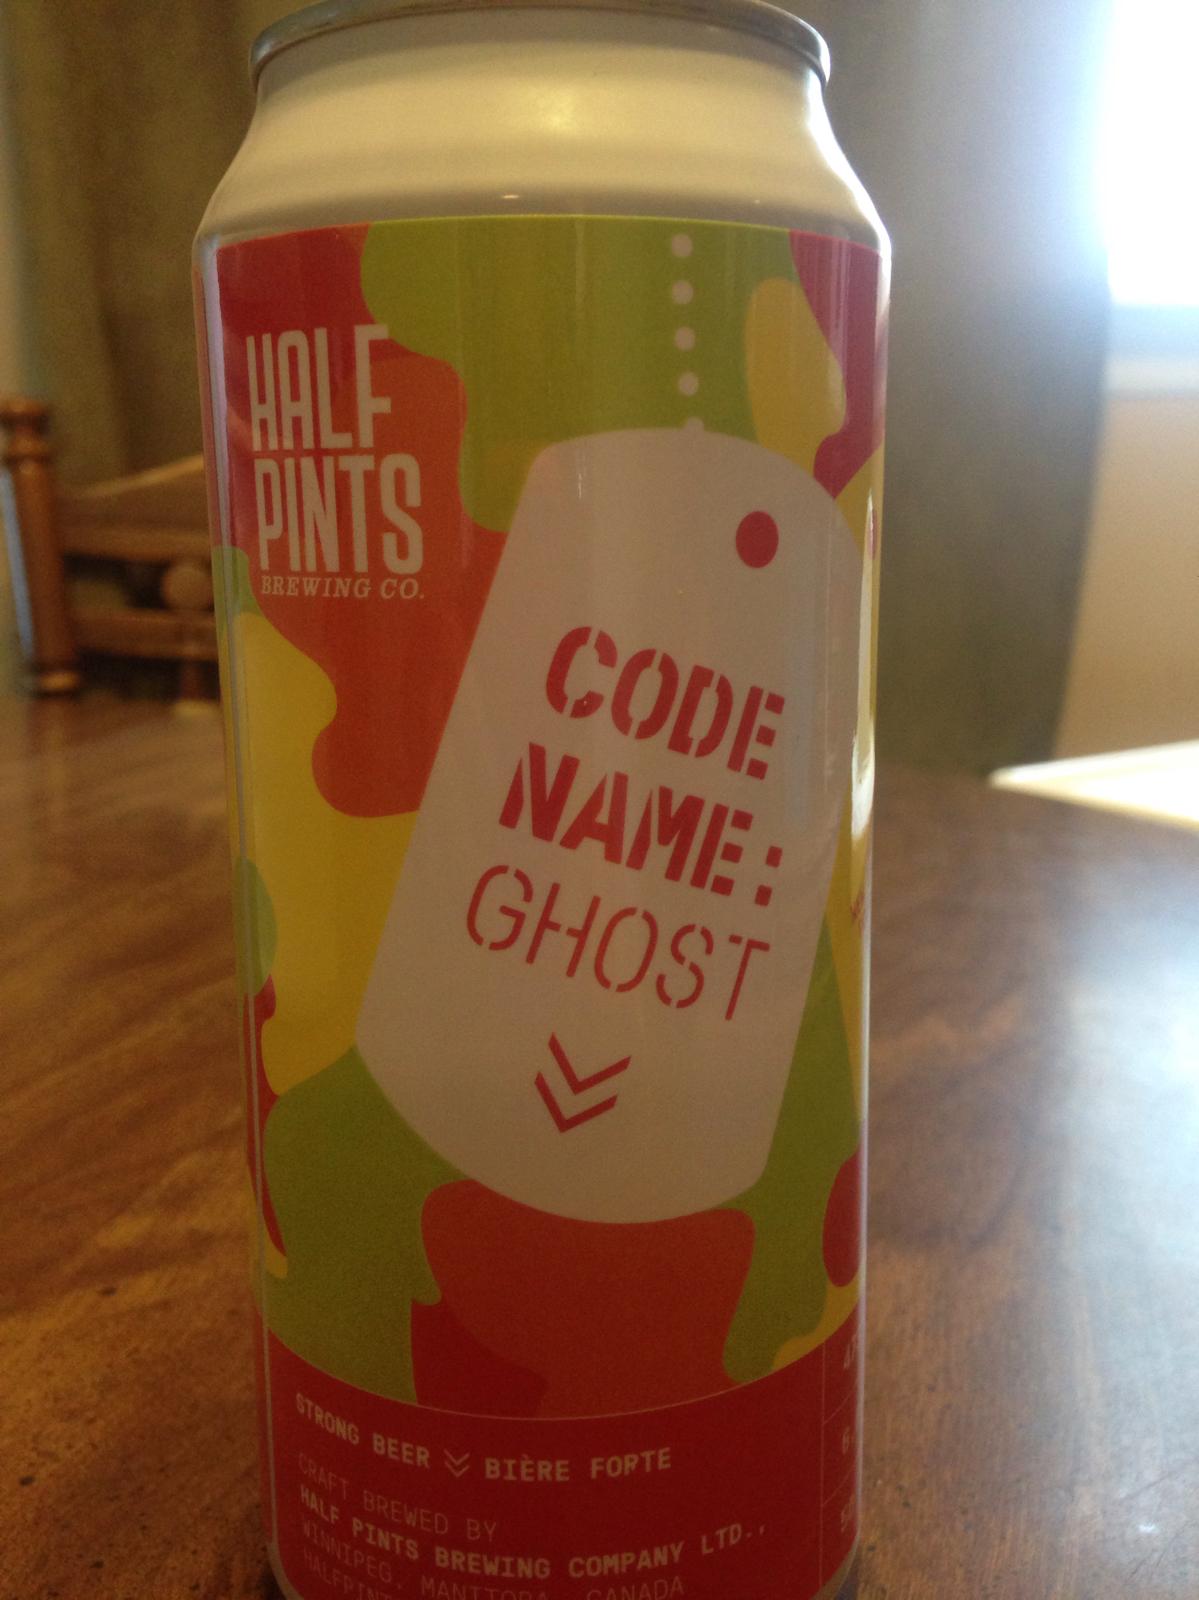 HALF
PINTS
BREWING CO.
CODE
NAME:
GHOST
STRONG BEER
BIÈRE FORTE
CRAFT BREWED BY
HALF PINTS BREWING COMPANY LTD.,
WINNIPEG, MANITOBA, CANADA